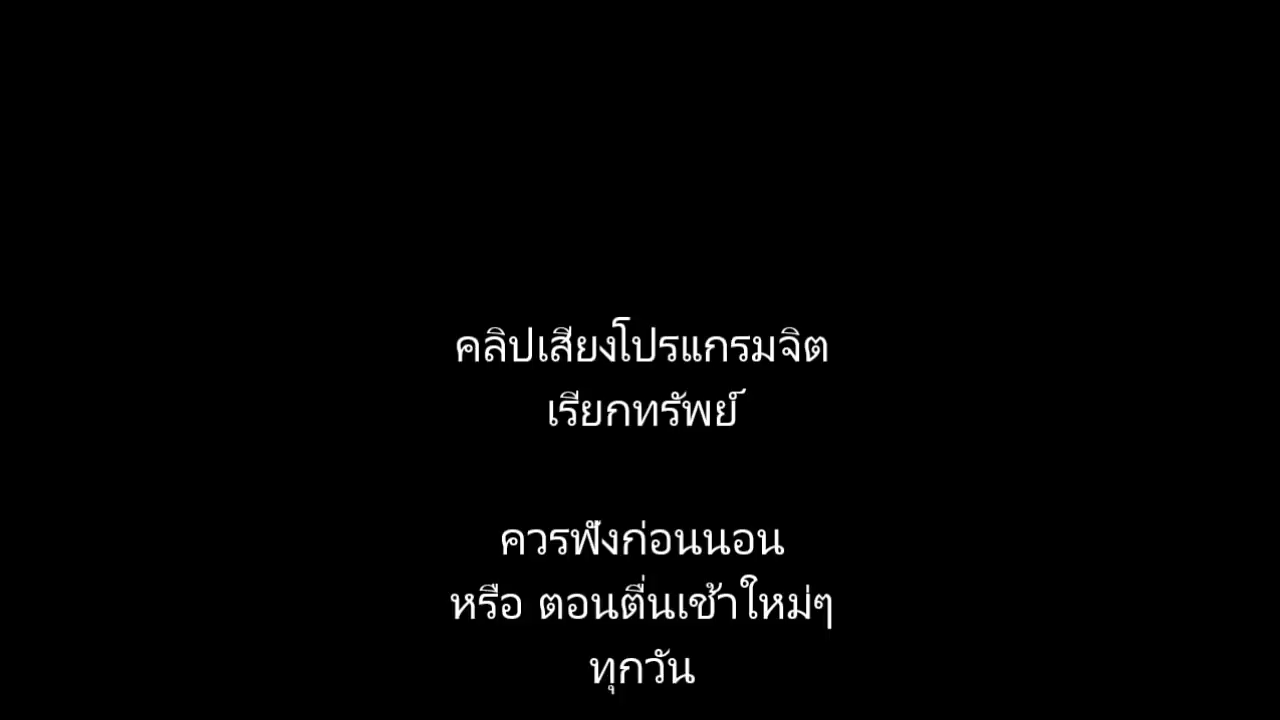 คลิปเสียงโปรแกรมจิต
เรียกทรัพย์
ควรฟังก่อนนอน
หรือ ตอนตื่นเช้าใหม่ๆ
ทุกวัน